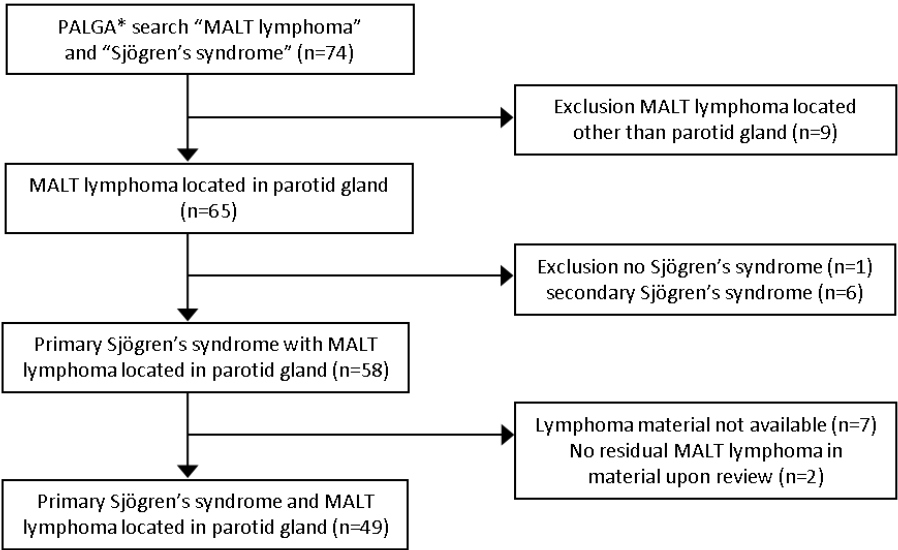 PALGA* search “MALT lymphoma”
and “Sjögren’s syndrome” (n=74)
Exclusion MALT lymphoma located
other than parotid gland (n=9)
MALT lymphoma located in parotid gland
(n=65)
Exclusion no Sjögren’s syndrome (n=1)
secondary Sjögren’s syndrome (n=6)
Primary Sjögren’s syndrome with MALT
lymphoma located in parotid gland (n=58)
Lymphoma material not available (n=7)
No residual MALT lymphoma in
material upon review (n=2)
Primary Sjögren’s syndrome and MALT
lymphoma located in parotid gland (n=49)